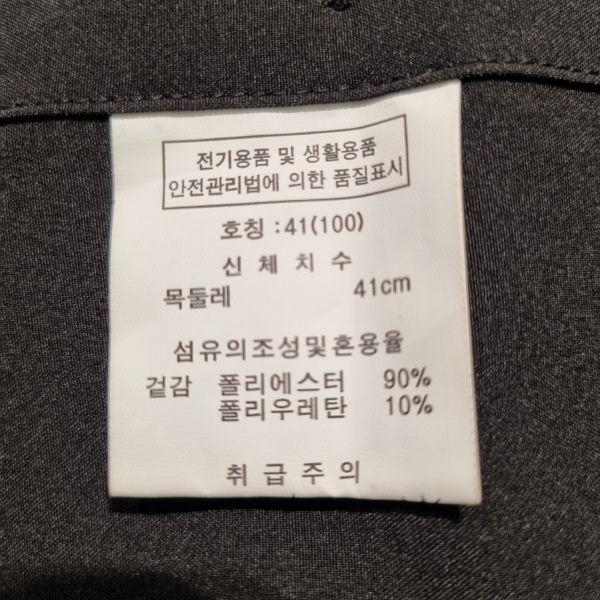 전기용품 및 생활용품
안전관리법에 의한 품질표시
호칭 : 41(100)
신 체 치 수
목둘레 41cm
섬유의조성및혼용율
겉감 폴리에스터 90%
폴리우레탄 10%
취 급 주 의